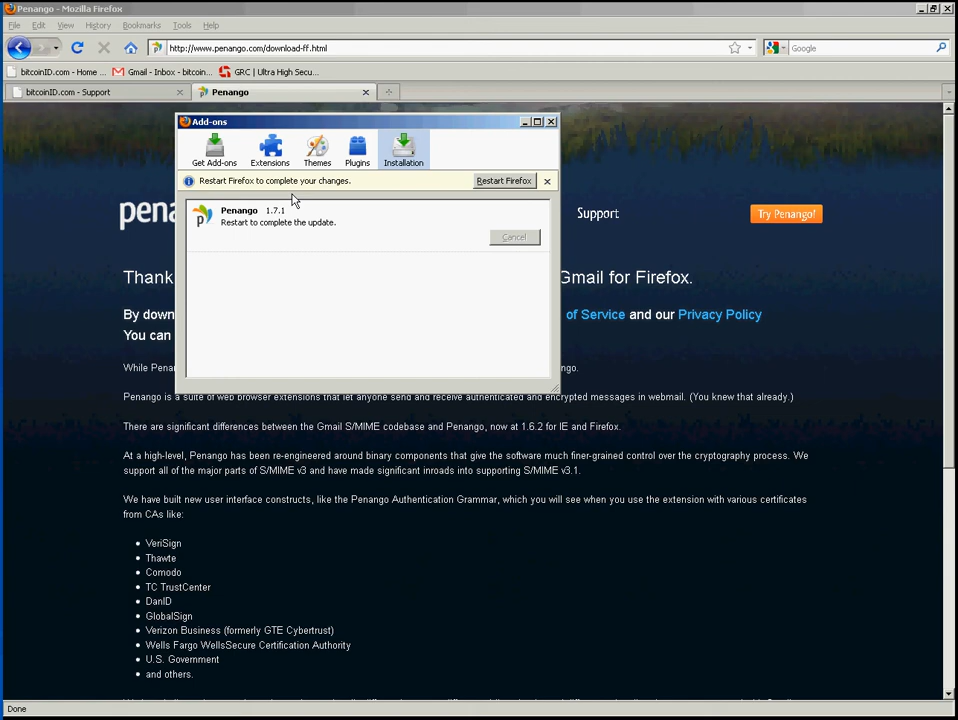 Penango - Mozilla Firefox
File Edit View History Bookmarks Tools Help
http://www.penango.com/download-ff.html
Google
bitcoinID.com - Home ... Gmail - Inbox - bitcoin... GRC | Ultra High Secu...
bitcoinID.com - Support
Penango
Add-ons
Get Add-ons Extensions Themes Plugins Installation
Restart Firefox to complete your changes. Restart Firefox
Penango 1.7.1
Restart to complete the update.
Cancel
pena
Support
Try Penango!
Thank
Gmail for Firefox.
By down of Service and our Privacy Policy
You can
While Penan ngo.
Penango is a suite of web browser extensions that let anyone send and receive authenticated and encrypted messages in webmail. (You knew that already.)
There are significant differences between the Gmail S/MIME codebase and Penango, now at 1.6.2 for IE and Firefox.
At a high-level, Penango has been re-engineered around binary components that give the software much finer-grained control over the cryptography process. We
support all of the major parts of S/MIME v3 and have made significant inroads into supporting S/MIME v3.1.
We have built new user interface constructs, like the Penango Authentication Grammar, which you will see when you use the extension with various certificates
from CAs like:
VeriSign
Thawte
Comodo
TC TrustCenter
DanID
GlobalSign
Verizon Business (formerly GTE Cybertrust)
Wells Fargo WellsSecure Certification Authority
U.S. Government
and others.
Done